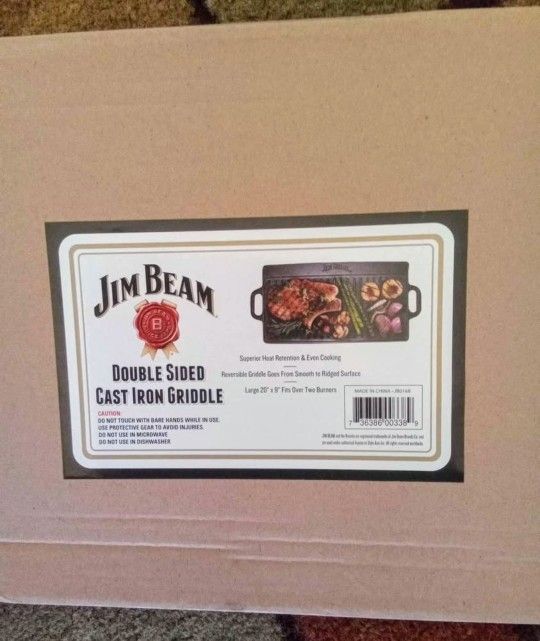 JIM BEAM
B
DOUBLE SIDED
CAST IRON GRIDDLE
CAUTION:
DO NOT TOUCH WITH BARE HANDS WHILE IN USE.
USE PROTECTIVE GEAR TO AVOID INJURIES
DO NOT USE IN MICROWAVE
DO NOT USE IN DISHWASHER
JIM BEAM
Superior Heat Retention & Even Cooking
Reversible Griddle Goes From Smooth to Ridged Surface
Large 20" x 9" Fits Over Two Burners
MADE IN CHINA - JB0168
7 36386 00338 9